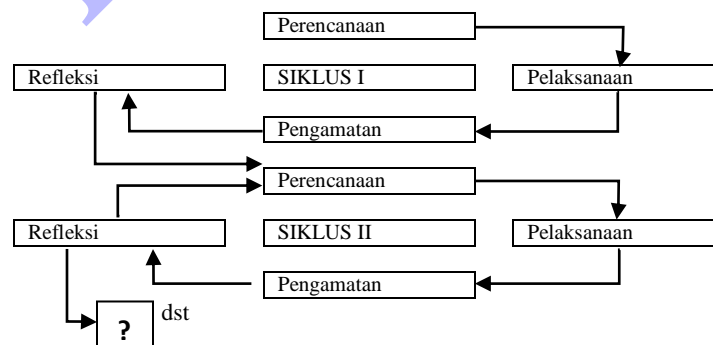 Perencanaan
Refleksi
SIKLUS I
Pelaksanaan
Pengamatan
Perencanaan
Refleksi
SIKLUS II
Pelaksanaan
Pengamatan
?
dst